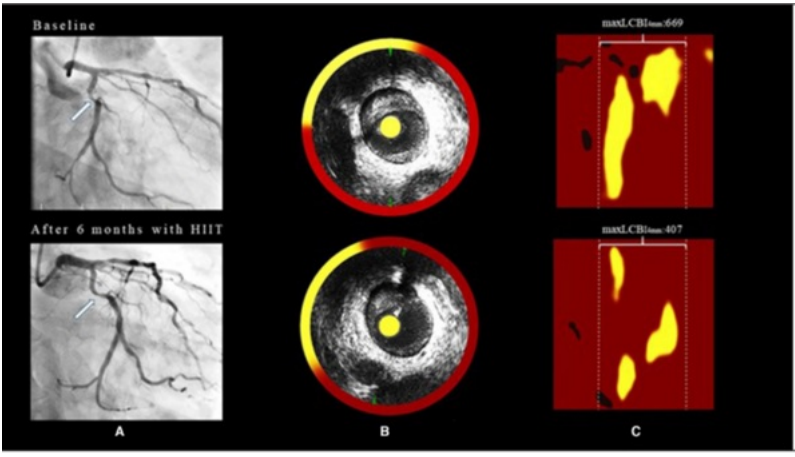 Baseline
maxLCBI4mm:669
After 6 months with HIIT
maxLCBI4mm:407
A
B
C